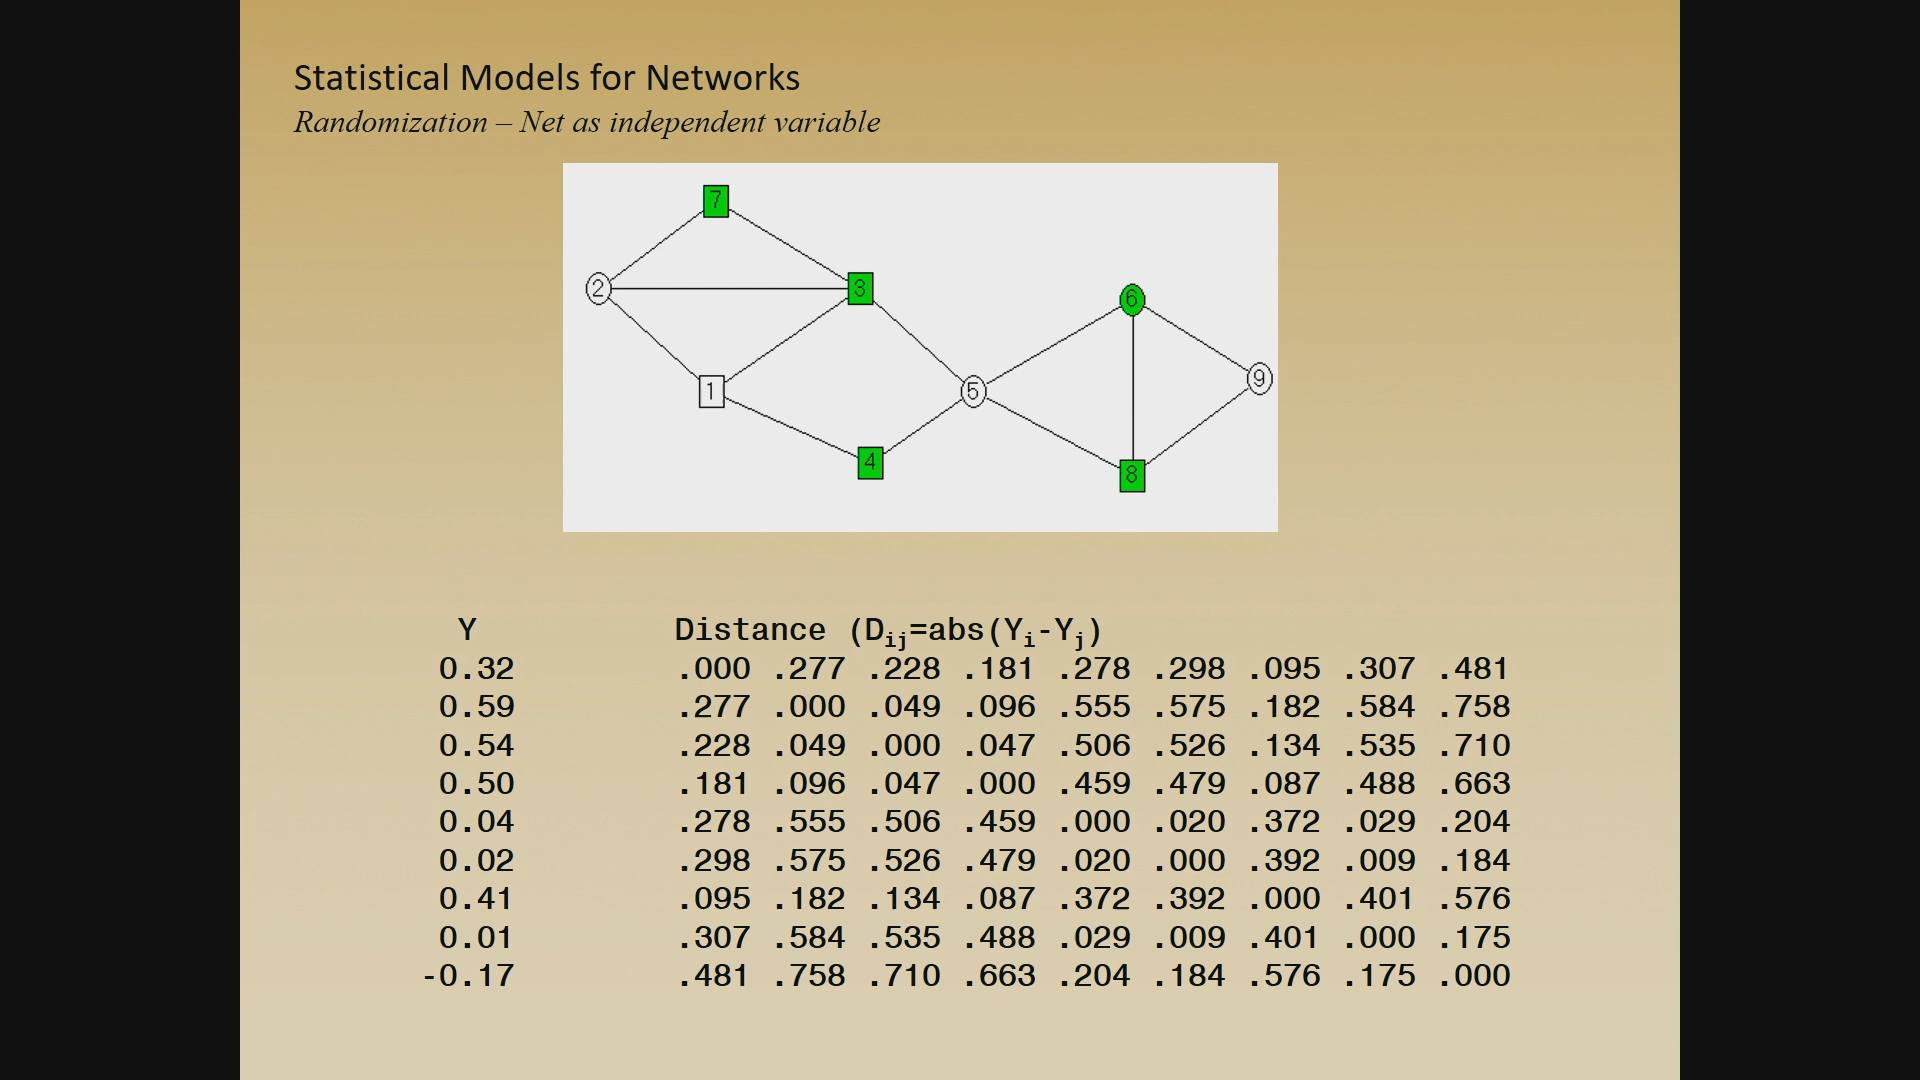 Statistical Models for Networks
Randomization – Net as independent variable
7
2
3
6
9
1
5
4
8
Y Distance (Dij=abs(Yi-Yj)
0.32 .000 .277 .228 .181 .278 .298 .095 .307 .481
0.59 .277 .000 .049 .096 .555 .575 .182 .584 .758
0.54 .228 .049 .000 .047 .506 .526 .134 .535 .710
0.50 .181 .096 .047 .000 .459 .479 .087 .488 .663
0.04 .278 .555 .506 .459 .000 .020 .372 .029 .204
0.02 .298 .575 .526 .479 .020 .000 .392 .009 .184
0.41 .095 .182 .134 .087 .372 .392 .000 .401 .576
0.01 .307 .584 .535 .488 .029 .009 .401 .000 .175
-0.17 .481 .758 .710 .663 .204 .184 .576 .175 .000